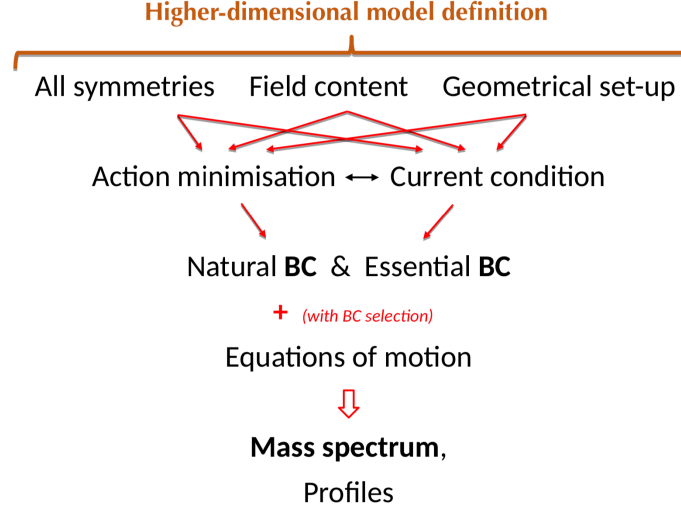 Higher-dimensional model definition
All symmetries Field content Geometrical set-up
Action minimisation ↔ Current condition
Natural BC & Essential BC
+ (with BC selection)
Equations of motion
Mass spectrum,
Profiles